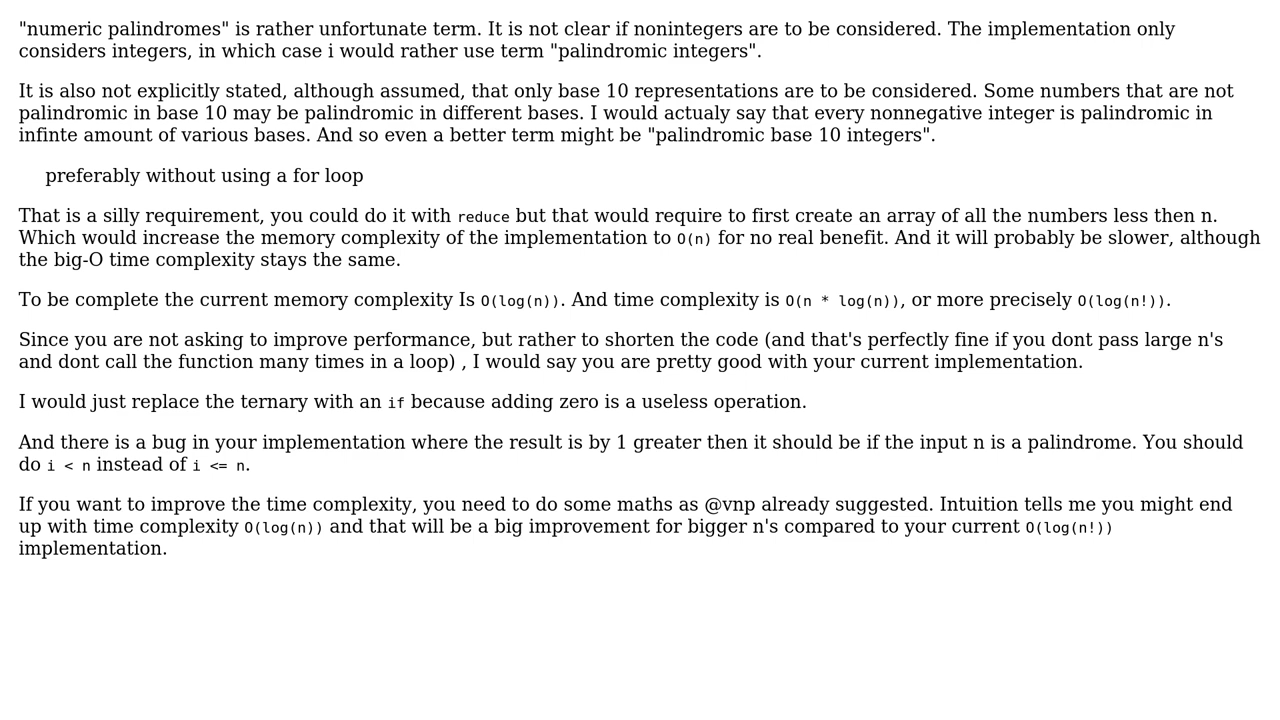 "numeric palindromes" is rather unfortunate term. It is not clear if nonintegers are to be considered. The implementation only
considers integers, in which case i would rather use term "palindromic integers".
It is also not explicitly stated, although assumed, that only base 10 representations are to be considered. Some numbers that are not
palindromic in base 10 may be palindromic in different bases. I would actualy say that every nonnegative integer is palindromic in
infinte amount of various bases. And so even a better term might be "palindromic base 10 integers".
preferably without using a for loop
That is a silly requirement, you could do it with reduce but that would require to first create an array of all the numbers less then n.
Which would increase the memory complexity of the implementation to O(n) for no real benefit. And it will probably be slower, although
the big-O time complexity stays the same.
To be complete the current memory complexity Is O(log(n)). And time complexity is O(n * log(n)), or more precisely O(log(n!)).
Since you are not asking to improve performance, but rather to shorten the code (and that's perfectly fine if you dont pass large n's
and dont call the function many times in a loop) , I would say you are pretty good with your current implementation.
I would just replace the ternary with an if because adding zero is a useless operation.
And there is a bug in your implementation where the result is by 1 greater then it should be if the input n is a palindrome. You should
do i < n instead of i <= n.
If you want to improve the time complexity, you need to do some maths as @vnp already suggested. Intuition tells me you might end
up with time complexity O(log(n)) and that will be a big improvement for bigger n's compared to your current O(log(n!))
implementation.